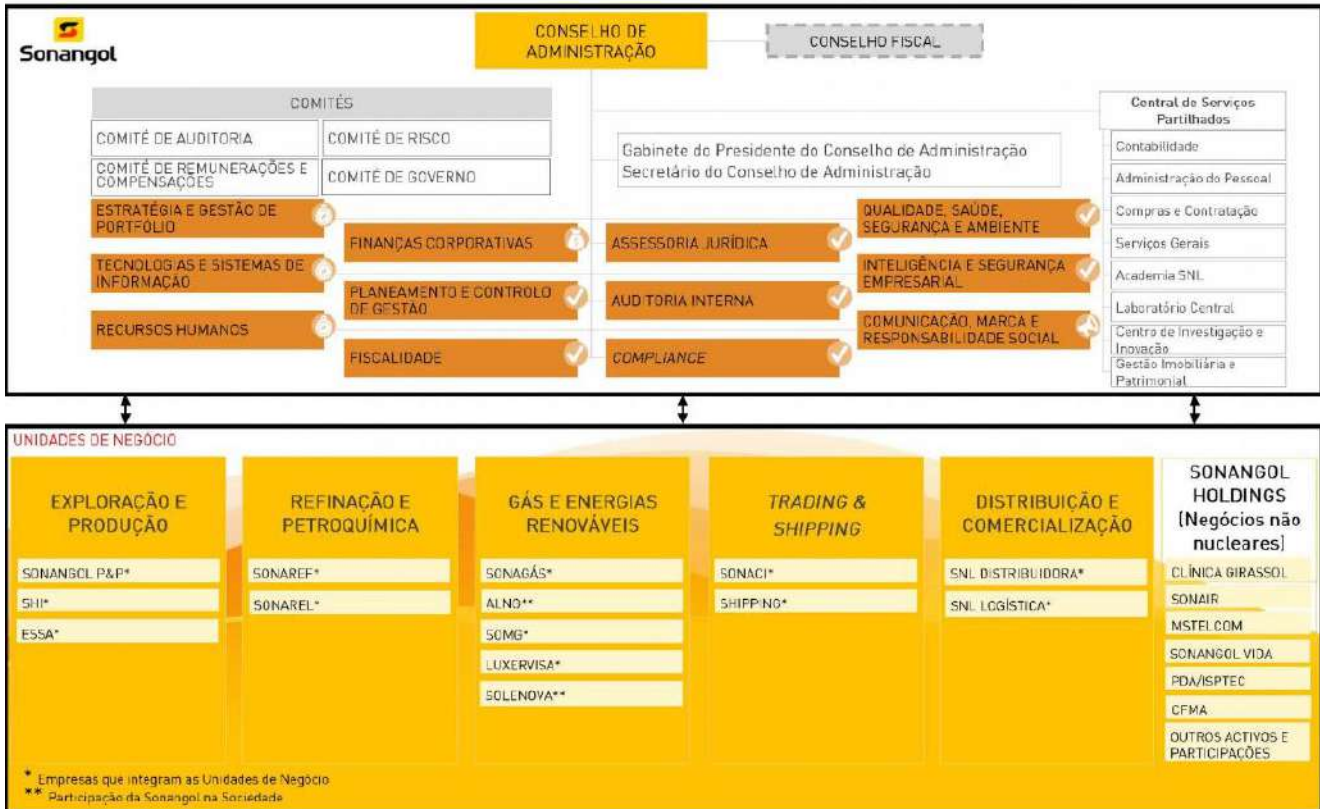 Sonangol
CONSELHO DE
ADMINISTRAÇÃO
CONSELHO FISCAL
COMITÉS
COMITÉ DE AUDITORIA
COMITÉ DE RISCO
COMITÉ DE REMUNERAÇÕES E
COMPENSAÇÕES
COMITÉ DE GOVERNO
Gabinete do Presidente do Conselho de Administração
Secretário do Conselho de Administração
Central de Serviços
Partilhados
Contabilidade
Administração do Pessoal
Compras e Contratação
Serviços Gerais
Academia SNL
Laboratório Central
Centro de Investigação e
Inovação
Gestão Imobiliária e
Patrimonial
ESTRATÉGIA E GESTÃO DE
PORTFÓLIO
TECNOLOGIAS E SISTEMAS DE
INFORMAÇÃO
RECURSOS HUMANOS
FINANÇAS CORPORATIVAS
PLANEAMENTO E CONTROLO
DE GESTÃO
FISCALIDADE
ASSESSORIA JURÍDICA
AUDITORIA INTERNA
COMPLIANCE
QUALIDADE, SAÚDE,
SEGURANÇA E AMBIENTE
INTELIGÊNCIA E SEGURANÇA
EMPRESARIAL
COMUNICAÇÃO, MARCA E
RESPONSABILIDADE SOCIAL
UNIDADES DE NEGÓCIO
EXPLORAÇÃO E
PRODUÇÃO
SONANGOL P&P*
SHI*
ESSA*
REFINAÇÃO E
PETROQUÍMICA
SONAREF*
SONAREL*
GÁS E ENERGIAS
RENOVÁVEIS
SONAGÁS*
ALNG**
SOMG*
LUXERVISA*
SOLENOVA**
TRADING &
SHIPPING
SONACI*
SHIPPING*
DISTRIBUIÇÃO E
COMERCIALIZAÇÃO
SNL DISTRIBUIDORA*
SNL LOGÍSTICA*
SONANGOL
HOLDINGS
(Negócios não
nucleares)
CLÍNICA GIRASSOL
SONAIR
MSTELCOM
SONANGOL VIDA
PDA/ISPTEC
CFMA
OUTROS ACTIVOS E
PARTICIPAÇÕES
* Empresas que integram as Unidades de Negócio
** Participação da Sonangol na Sociedade